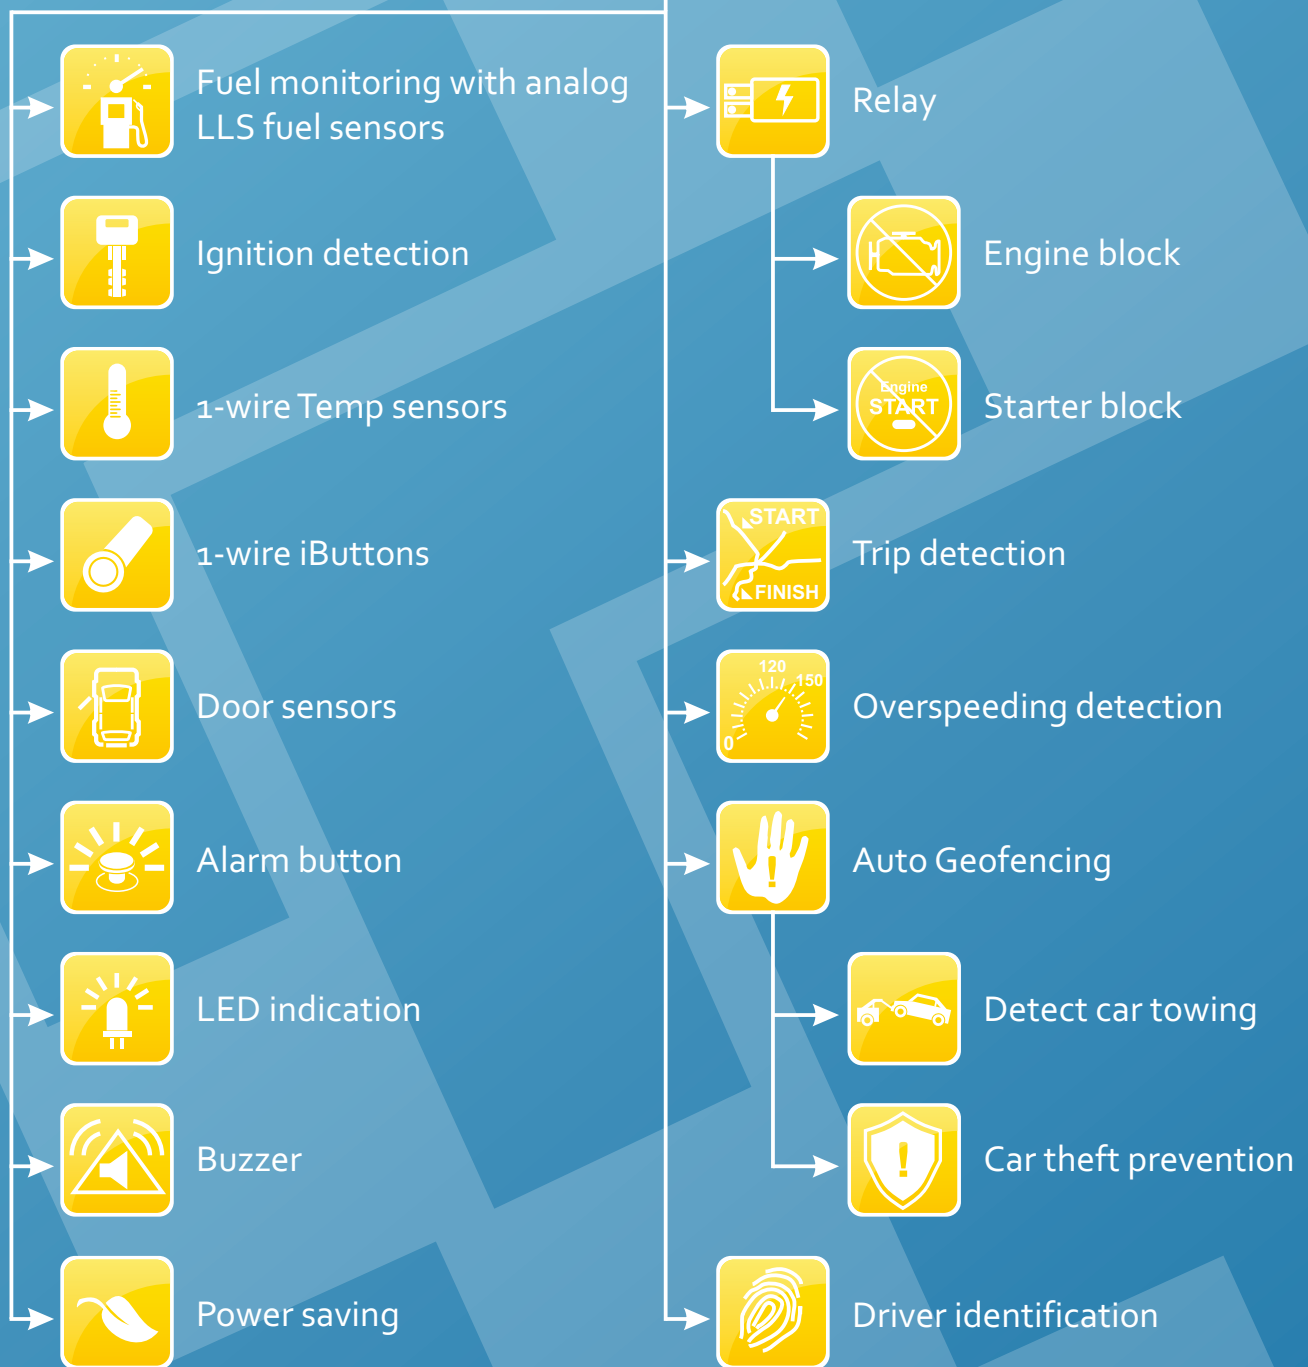 Fuel monitoring with analog
LLS fuel sensors
Ignition detection
1-wire Temp sensors
1-wire iButtons
Door sensors
Alarm button
LED indication
Buzzer
Power saving
Relay
Engine block
Engine
START
Starter block
START
FINISH
Trip detection
120
150
0
Overspeeding detection
!
Auto Geofencing
Detect car towing
!
Car theft prevention
Driver identification